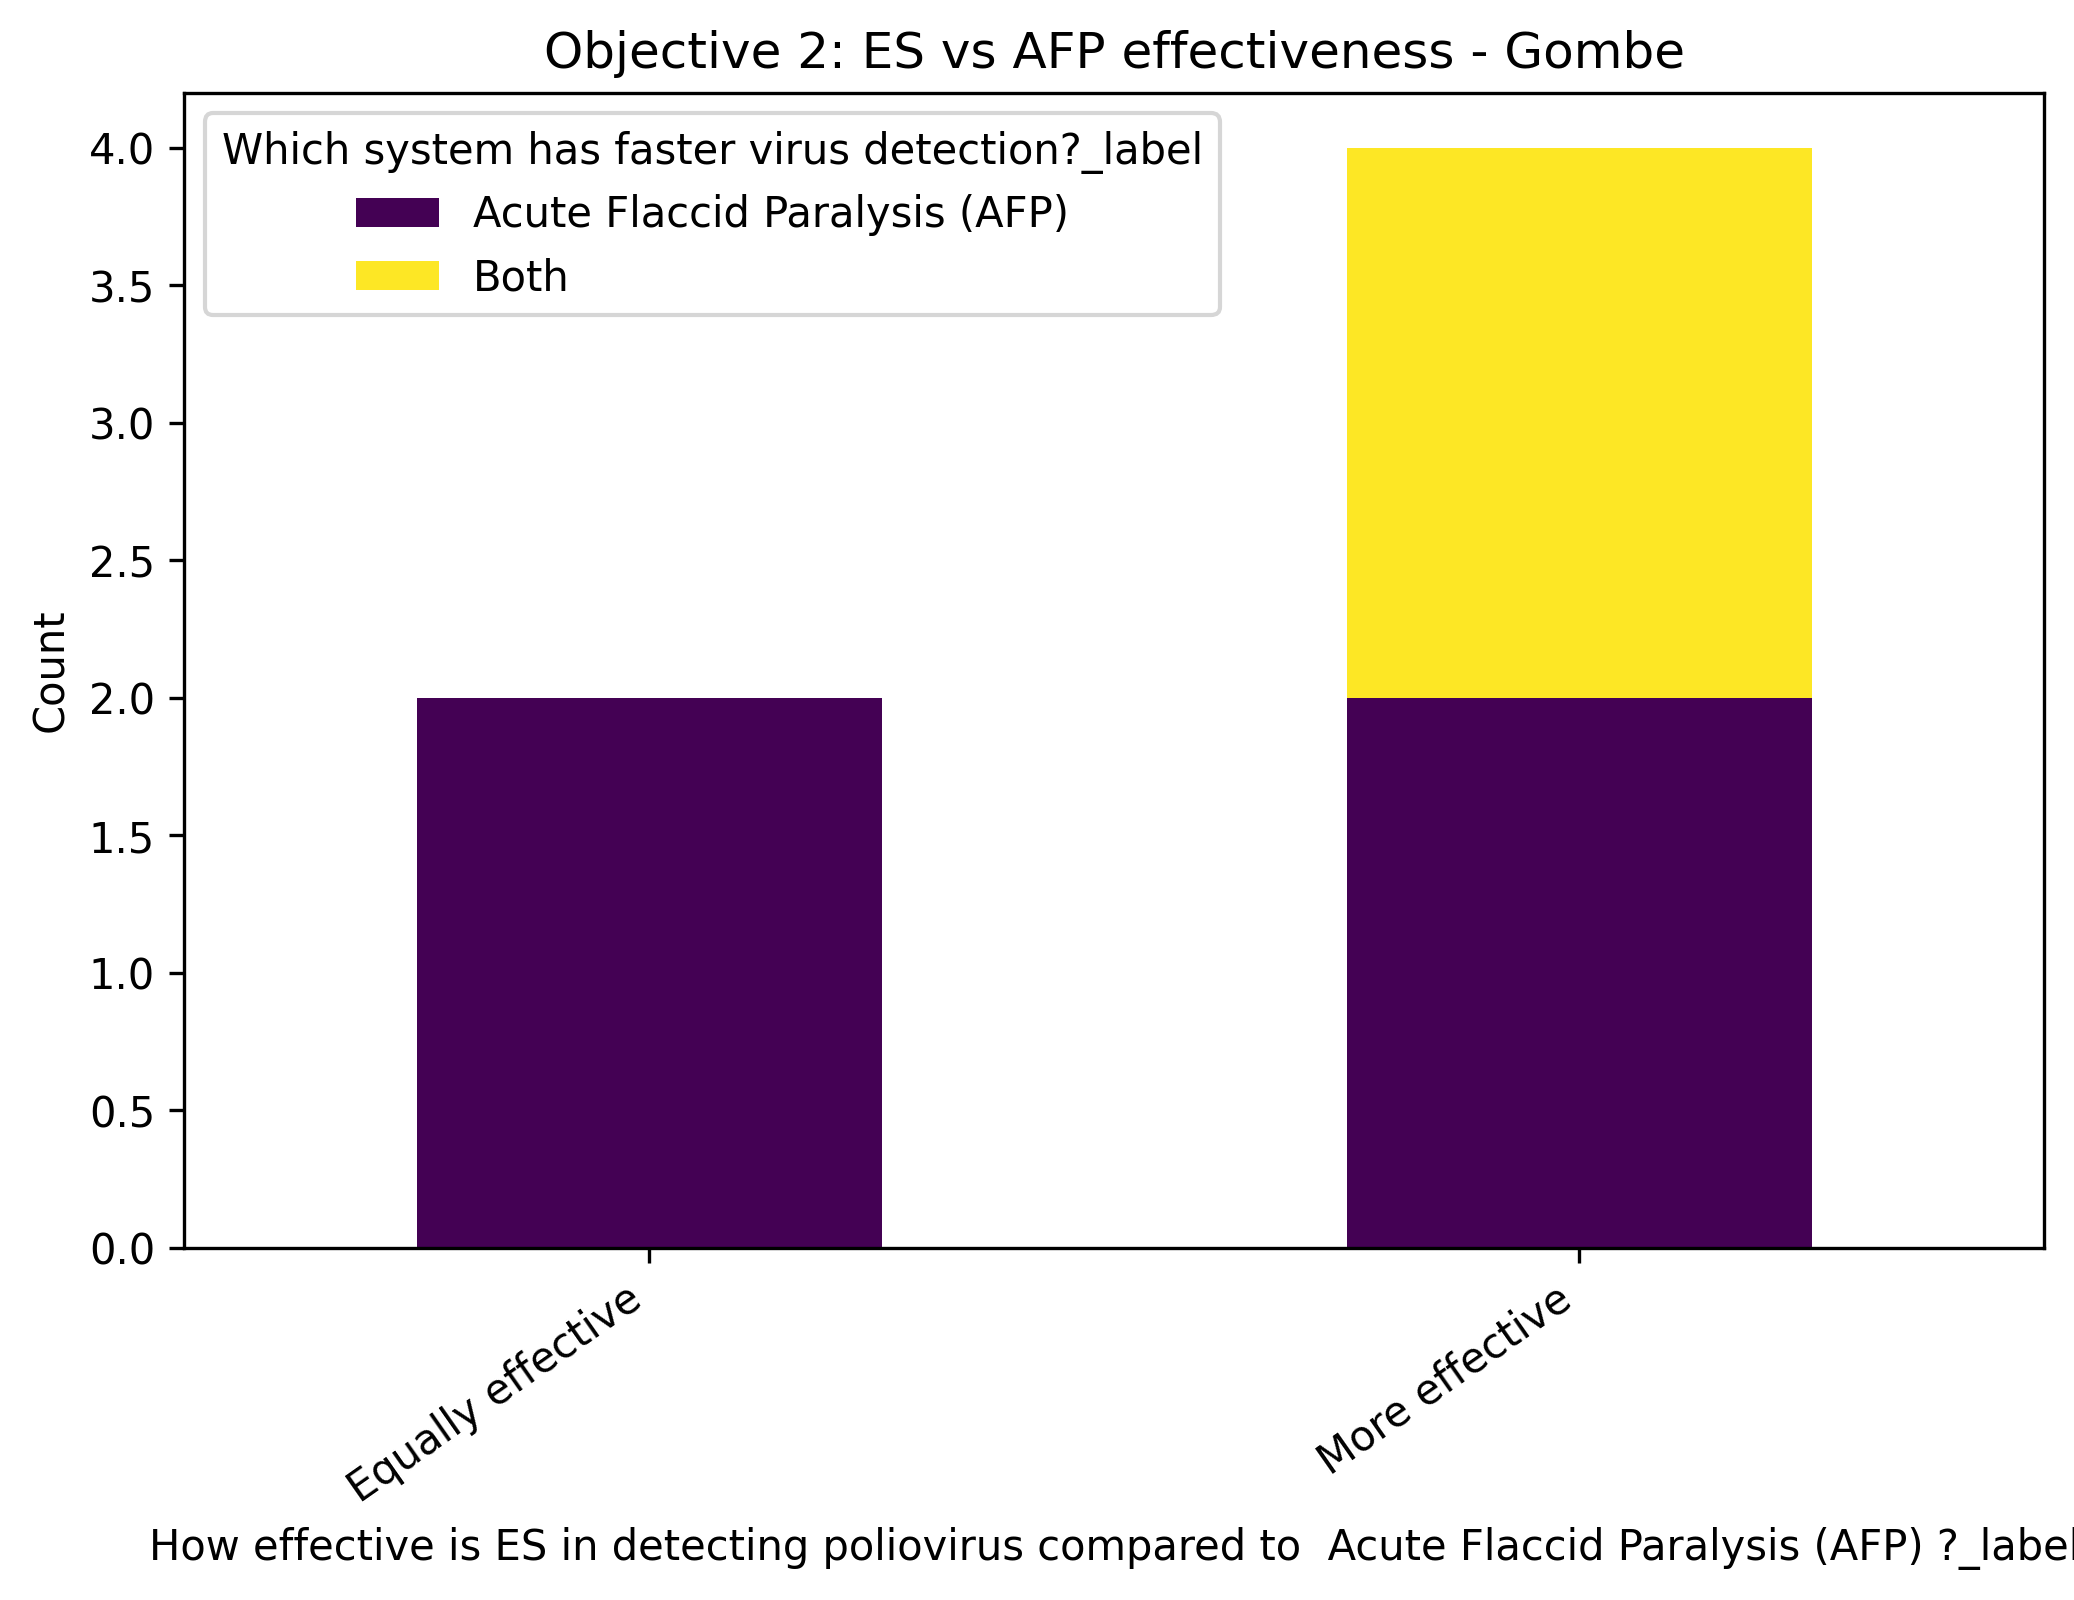 Objective 2: ES vs AFP effectiveness - Gombe
Which system has faster virus detection?_label
Acute Flaccid Paralysis (AFP)
Both
4.0
3.5
3.0
2.5
2.0
1.5
1.0
0.5
0.0
Count
Equally effective
More effective
How effective is ES in detecting poliovirus compared to  Acute Flaccid Paralysis (AFP) ?_label